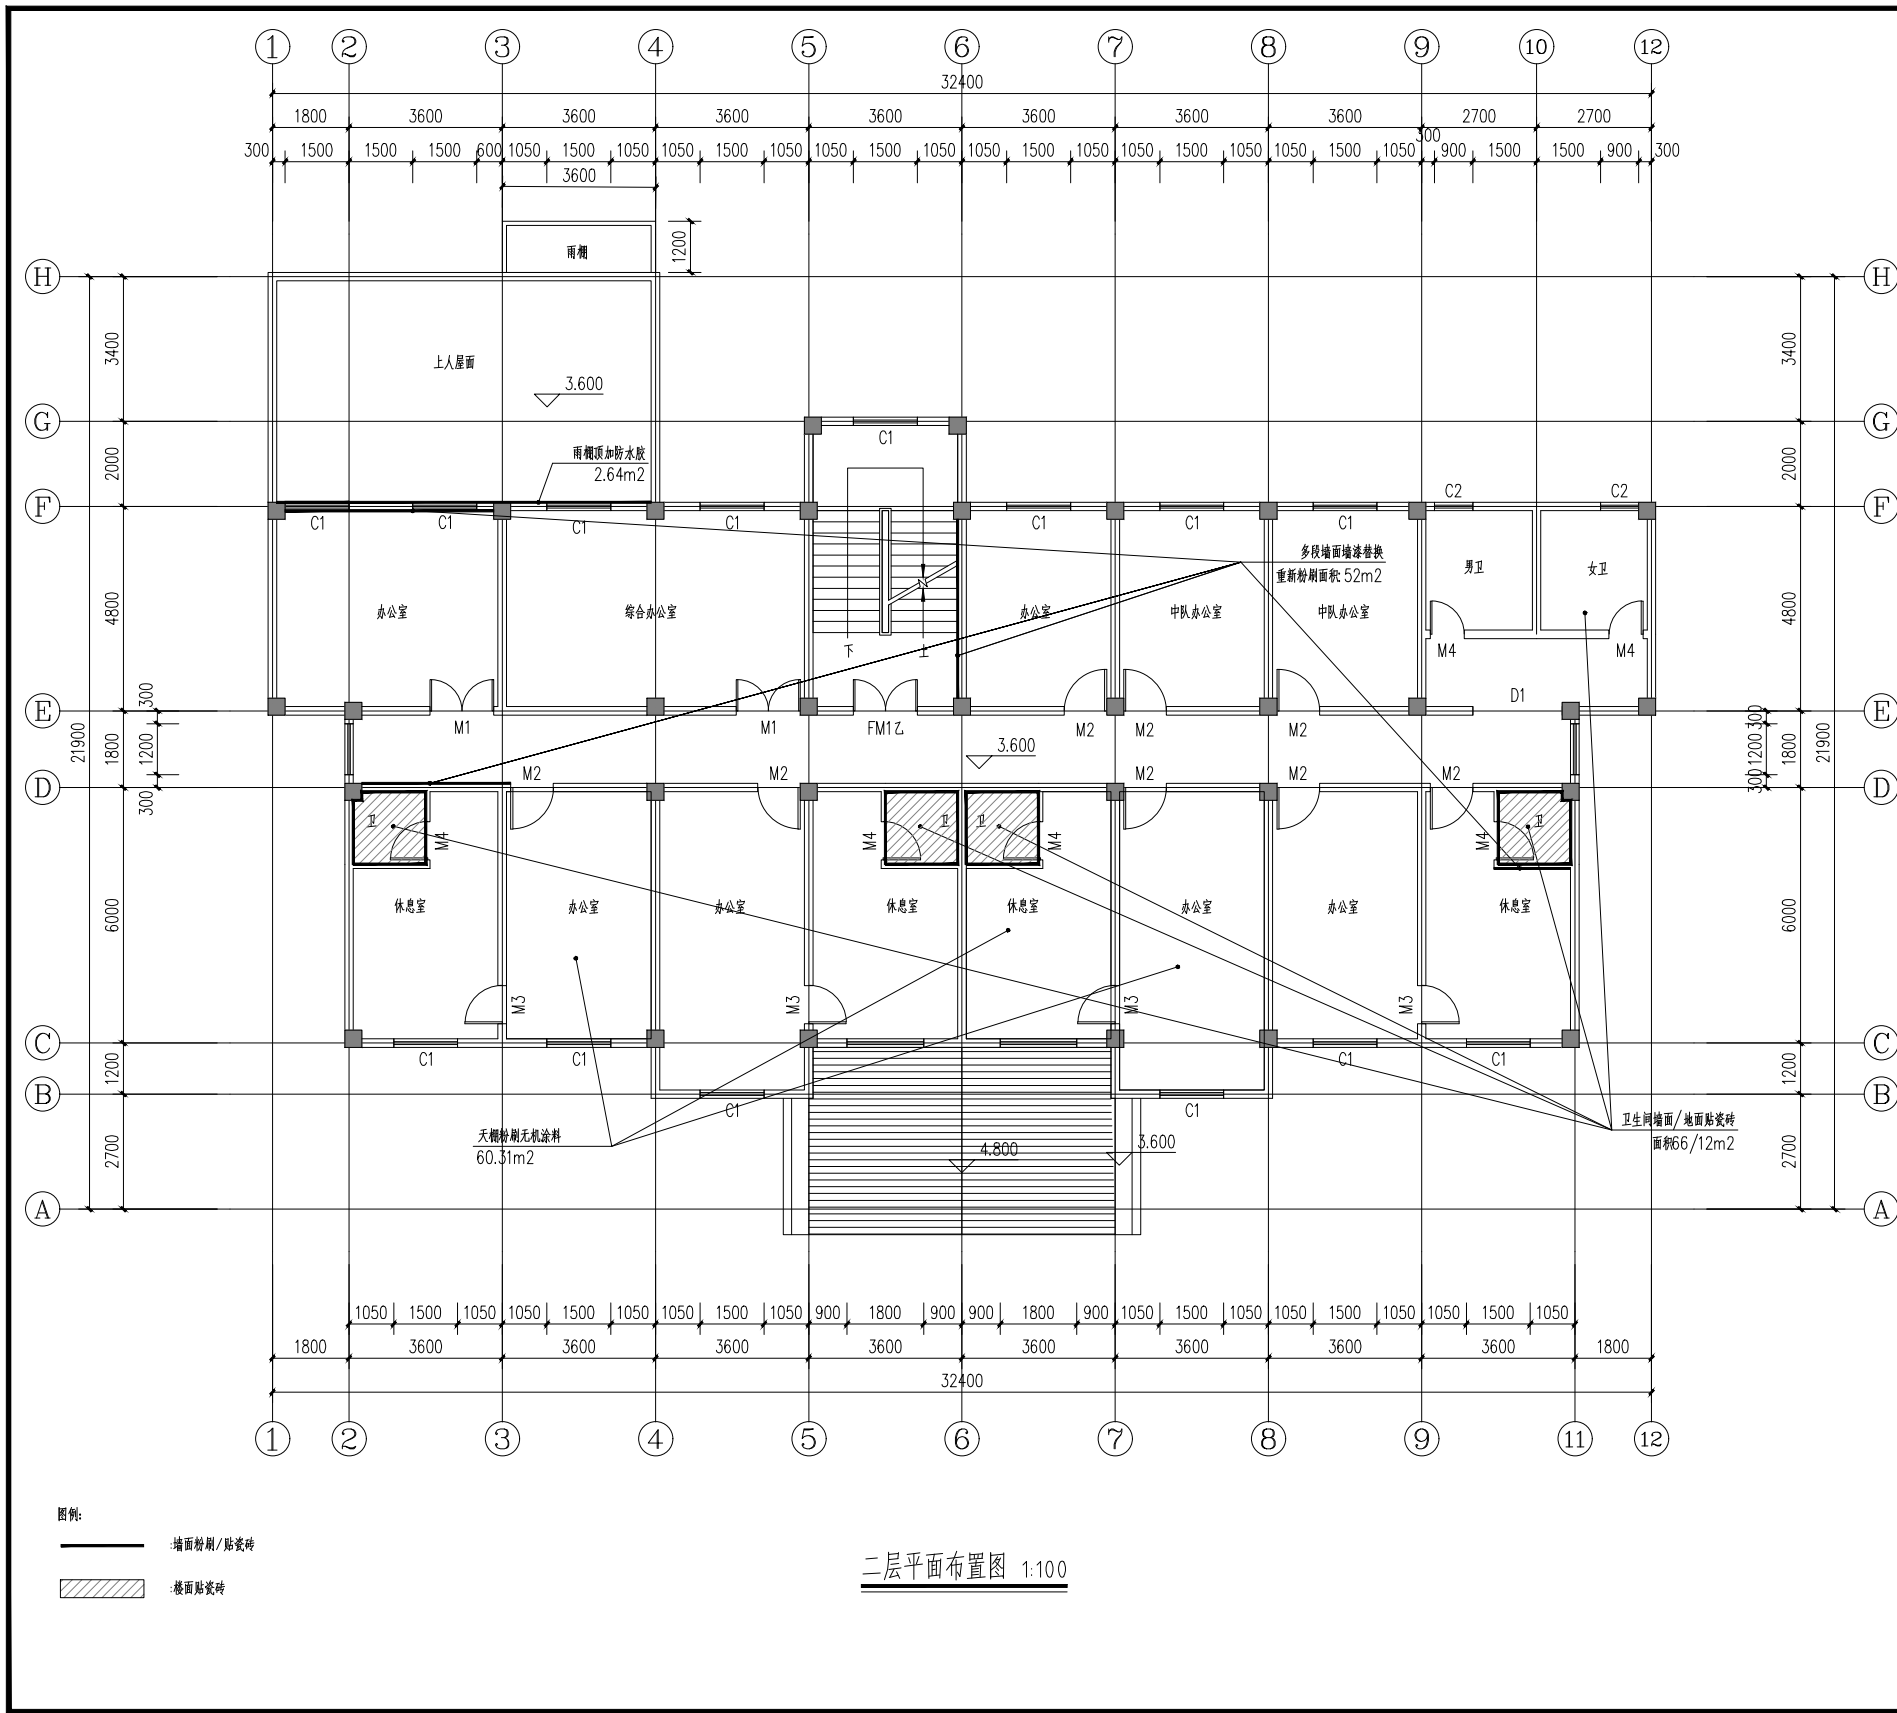 1 2 3 4 5 6 7 8 9 10 12
32400
1800 3600 3600 3600 3600 3600 3600 3600 2700 2700
300 1500 1500 1500 600 1050 1500 1050 1050 1500 1050 1050 1500 1050 1050 1500 1050 1050 1500 1050 1050 1500 1050 300 900 1500 1500 900 300
3600
雨棚
1200
H H
上人屋面
3400 3400
3.600
G G
C1
雨棚顶加防水胶
2.64m2
2000 2000
F F
C2 C2
C1 C1 C1 C1 C1 C1 C1
多段墙面墙漆替换
重新粉刷面积: 52m2
男卫 女卫
办公室 综合办公室 办公室 中队办公室 中队办公室
4800 4800
下 上
M4 M4
D1
300
E E
M1 M1 FM1乙 M2 M2 M2
300
3.600
21900 1800 1200 1200 1800 21900
M2 M2 M2 M2 M2
D D
300 300
卫 M4 M4 卫 卫 M4 M4 卫
休息室 办公室 办公室 休息室 休息室 办公室 办公室 休息室
6000 6000
M3 M3 M3 M3
C C
C1 C1 C1 C1
1200 1200
B B
C1 C1
天棚粉刷无机涂料
60.31m2
卫生间墙面/地面贴瓷砖
面积66/12m2
4.800 3.600
2700 2700
A A
1050 1500 1050 1050 1500 1050 1050 1500 1050 900 1800 900 900 1800 900 1050 1500 1050 1050 1500 1050 1050 1500 1050
1800 3600 3600 3600 3600 3600 3600 3600 3600 1800
32400
1 2 3 4 5 6 7 8 9 11 12
图例:
:墙面粉刷/贴瓷砖
:楼面贴瓷砖
二层平面布置图 1:100